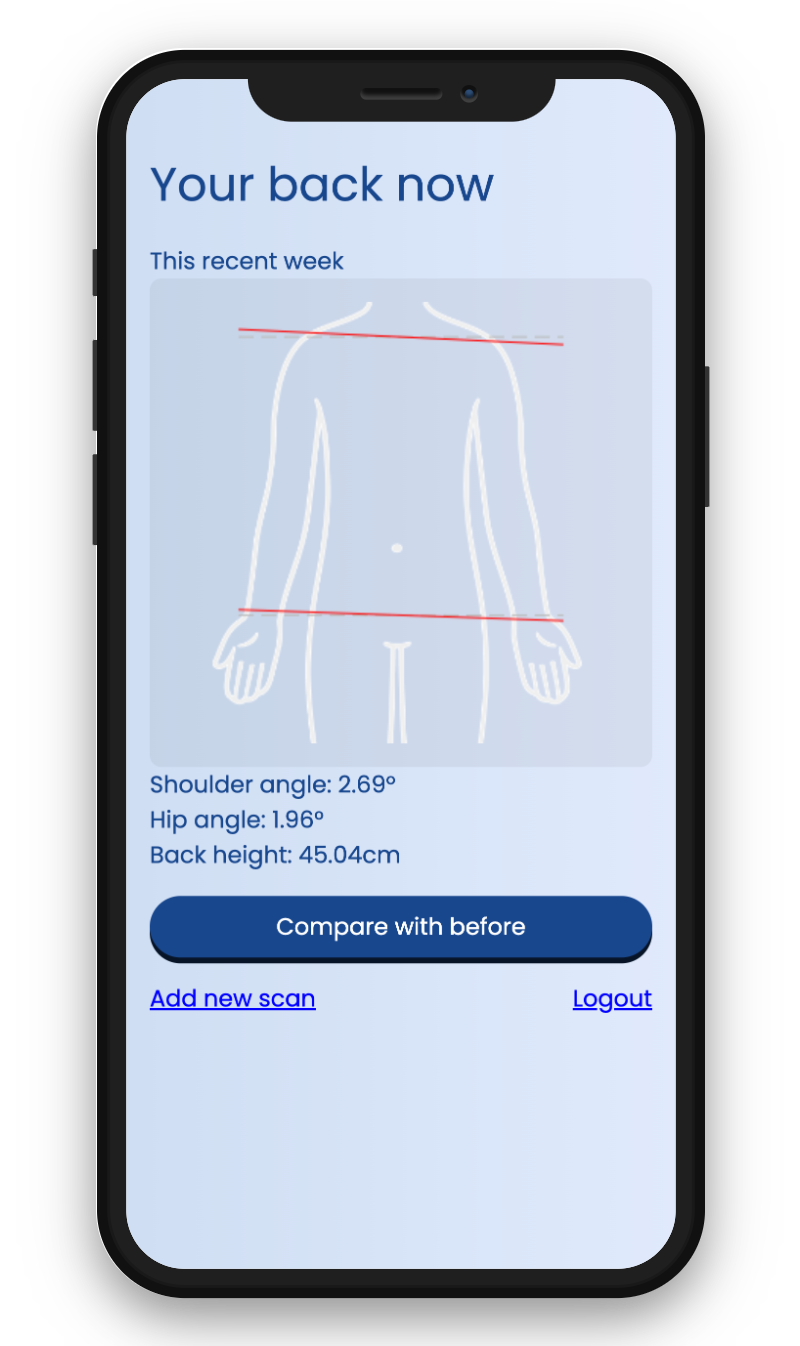 Your back now
This recent week
Shoulder angle: 2.69°
Hip angle: 1.96°
Back height: 45.04cm
Compare with before
Add new scan
Logout